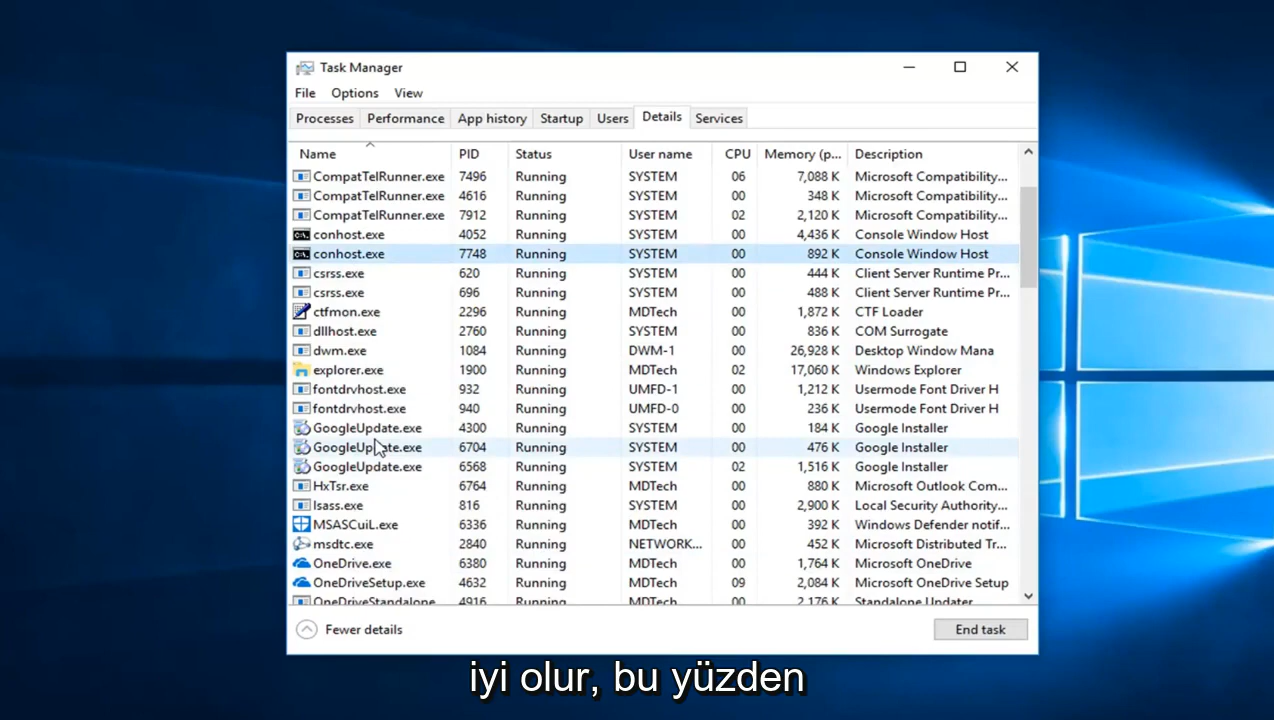 Task Manager
File Options View
Processes Performance App history Startup Users Details Services
Name PID Status User name CPU Memory (p... Description
CompatTelRunner.exe 7496 Running SYSTEM 06 7,088 K Microsoft Compatibility...
CompatTelRunner.exe 4616 Running SYSTEM 00 348 K Microsoft Compatibility...
CompatTelRunner.exe 7912 Running SYSTEM 02 2,120 K Microsoft Compatibility...
conhost.exe 4052 Running SYSTEM 00 4,436 K Console Window Host
conhost.exe 7748 Running SYSTEM 00 892 K Console Window Host
csrss.exe 620 Running SYSTEM 00 444 K Client Server Runtime Pr...
csrss.exe 696 Running SYSTEM 00 488 K Client Server Runtime Pr...
ctfmon.exe 2296 Running MDTech 00 1,872 K CTF Loader
dllhost.exe 2760 Running SYSTEM 00 836 K COM Surrogate
dwm.exe 1084 Running DWM-1 00 26,928 K Desktop Window Mana
explorer.exe 1900 Running MDTech 02 17,060 K Windows Explorer
fontdrvhost.exe 932 Running UMFD-1 00 1,212 K Usermode Font Driver H
fontdrvhost.exe 940 Running UMFD-0 00 236 K Usermode Font Driver H
GoogleUpdate.exe 4300 Running SYSTEM 00 184 K Google Installer
GoogleUpdate.exe 6704 Running SYSTEM 00 476 K Google Installer
GoogleUpdate.exe 6568 Running SYSTEM 02 1,516 K Google Installer
HxTsr.exe 6764 Running MDTech 00 880 K Microsoft Outlook Com...
lsass.exe 816 Running SYSTEM 00 2,900 K Local Security Authority...
MSASCuiL.exe 6336 Running MDTech 00 392 K Windows Defender notif...
msdtc.exe 2840 Running NETWORK... 00 452 K Microsoft Distributed Tr...
OneDrive.exe 6380 Running MDTech 00 1,764 K Microsoft OneDrive
OneDriveSetup.exe 4632 Running MDTech 09 2,084 K Microsoft OneDrive Setup
OneDriveStandalone 4916 Running MDTech 00 2,176 K Standalone Updater
Fewer details End task
iyi olur, bu yüzden